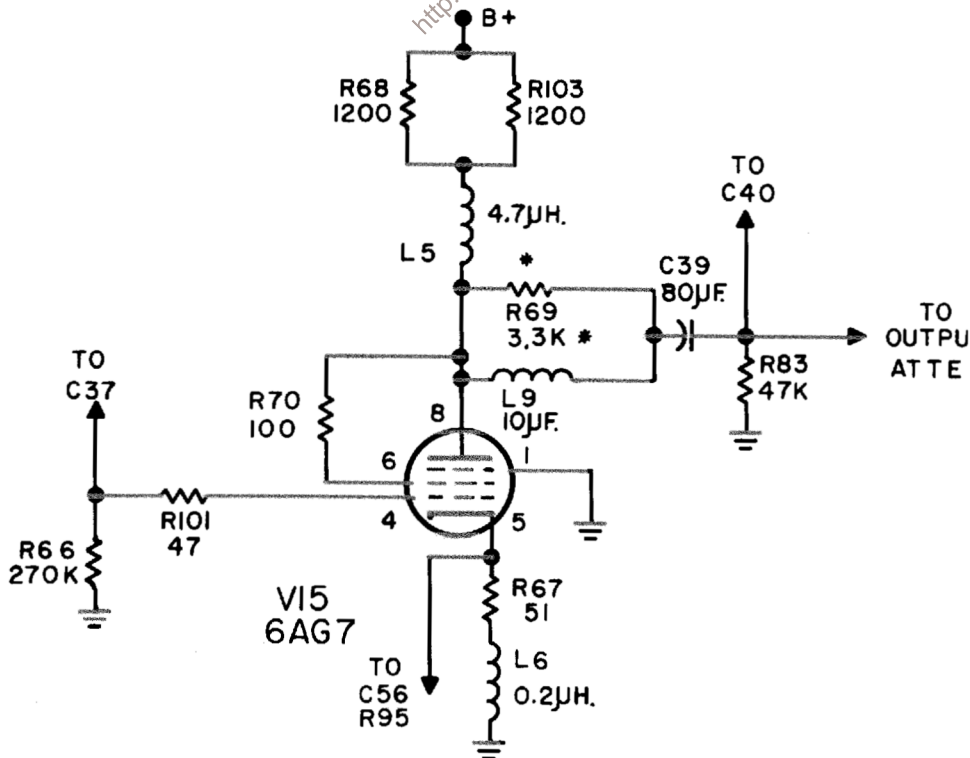 http:
B+
R68
1200
R103
1200
4.7µH.
L5
*
R69
3.3K *
C39
80µF.
TO
C40
TO
OUTPU
ATTE
R83
47K
L9
10µF.
TO
C37
R70
100
8
6
1
4
5
R101
47
R66
270K
V15
6AG7
R67
51
L6
0.2µH.
TO
C56
R95